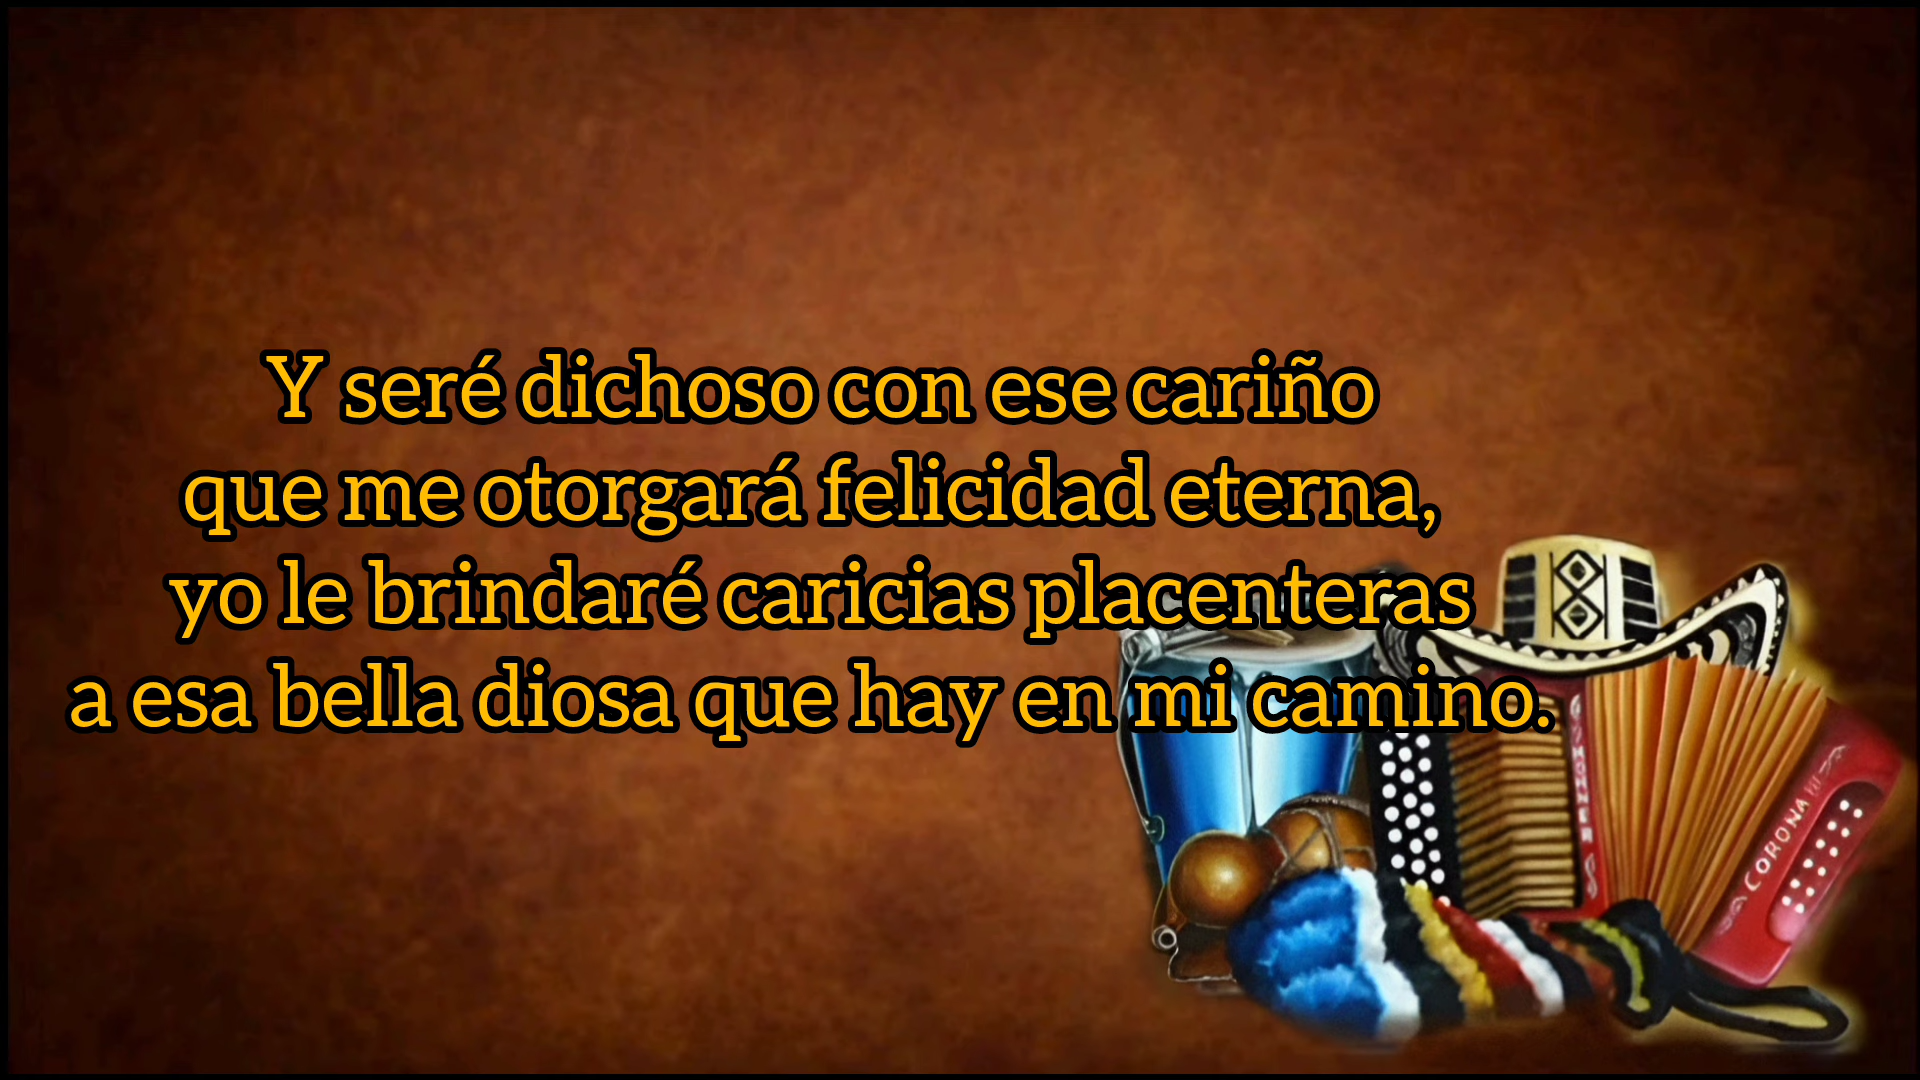 Y seré dichoso con ese cariño
que me otorgará felicidad eterna,
yo le brindaré caricias placenteras
a esa bella diosa que hay en mi camino.
CORONA III